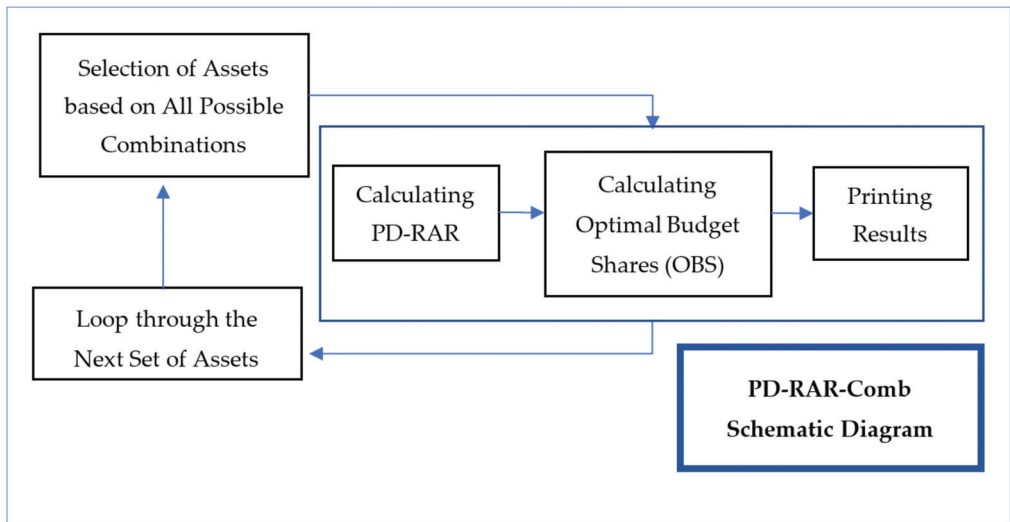 Selection of Assets
based on All Possible
Combinations
Calculating
PD-RAR
Calculating
Optimal Budget
Shares (OBS)
Printing
Results
Loop through the
Next Set of Assets
PD-RAR-Comb
Schematic Diagram